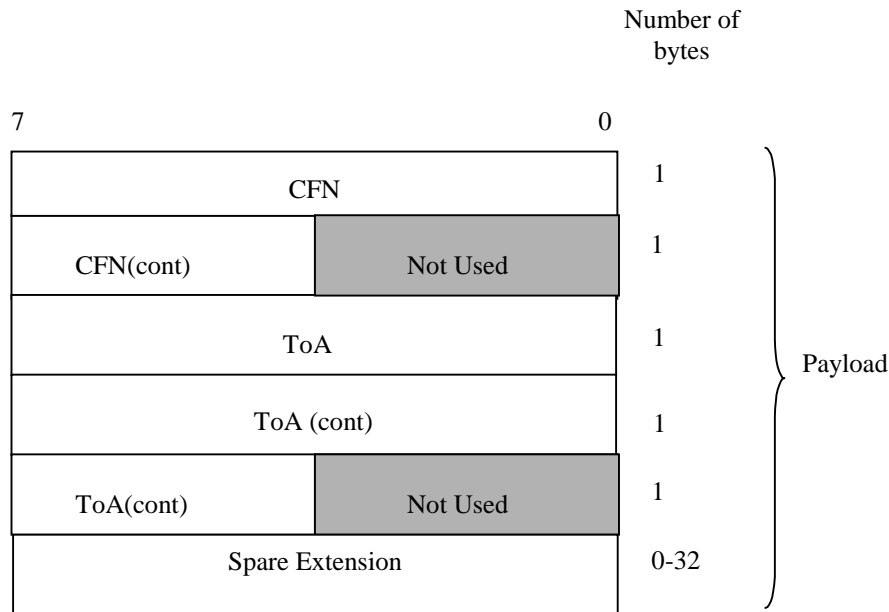 Number of
bytes
7 0
CFN 1
CFN(cont) Not Used 1
ToA 1
Payload
ToA (cont) 1
ToA(cont) Not Used 1
Spare Extension 0-32